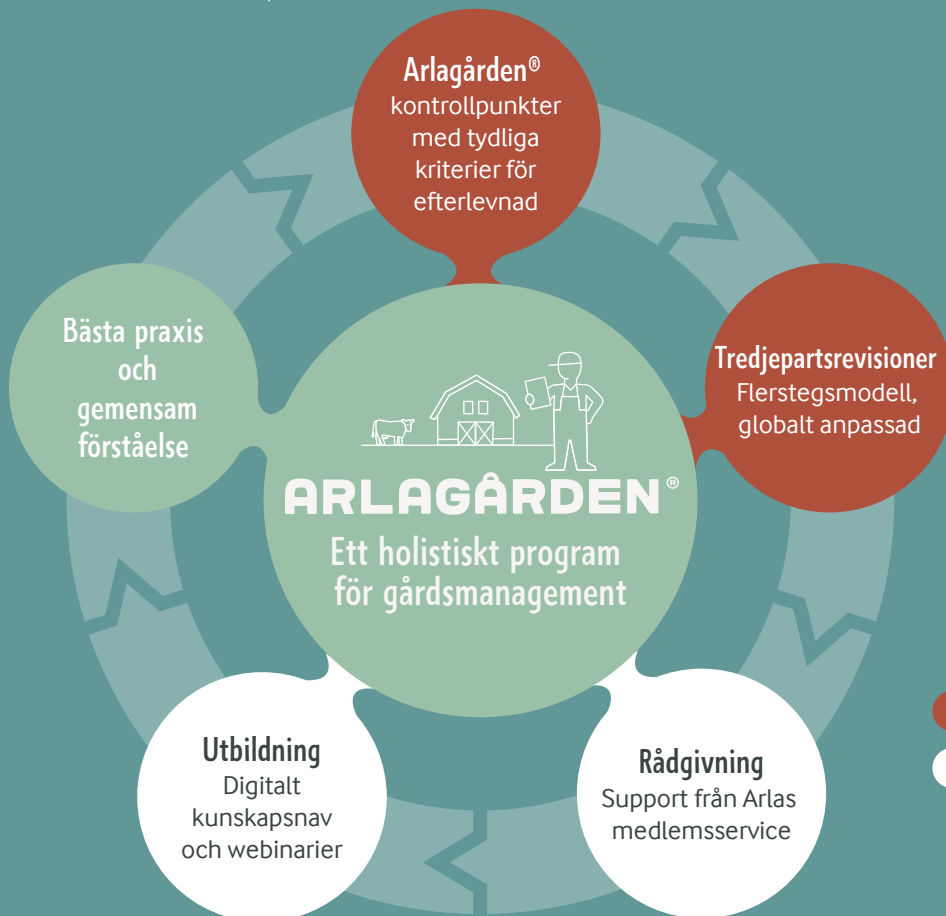 Arlagården®
kontrollpunkter
med tydliga
kriterier för
efterlevnad
Tredjepartsrevisioner
Flerstegsmodell,
globalt anpassad
Bästa praxis
och
gemensam
förståelse
ARLAGÅRDEN®
Ett holistiskt program
för gårdsmanagement
Utbildning
Digitalt
kunskapsnav
och webinarier
Rådgivning
Support från Arlas
medlemsservice